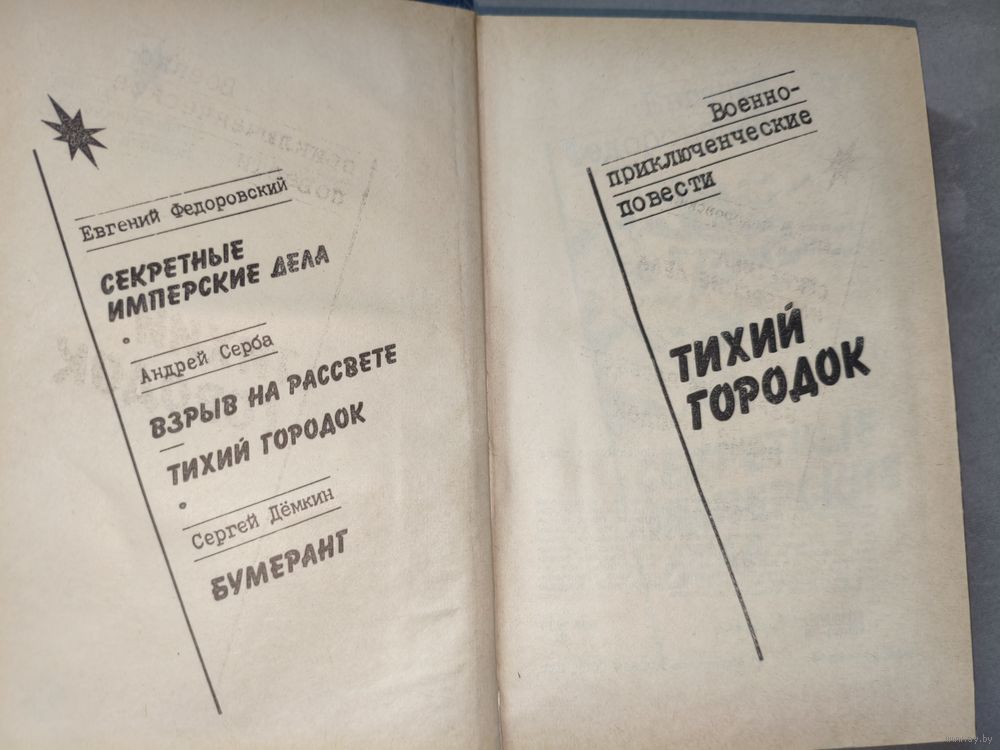 Евгений Федоровский
СЕКРЕТНЫЕ
ИМПЕРСКИЕ ДЕЛА
Андрей Серба
ВЗРЫВ НА РАССВЕТЕ
ТИХИЙ ГОРОДОК
Сергей Дёмкин
БУМЕРАНГ
Военно-
приключенческие
повести
ТИХИЙ
ГОРОДОК